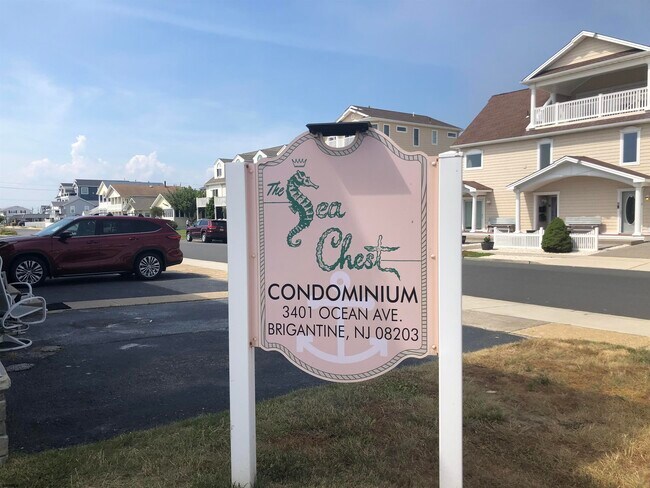 The
Sea
Chest
CONDOMINIUM
3401 OCEAN AVE.
BRIGANTINE, NJ 08203